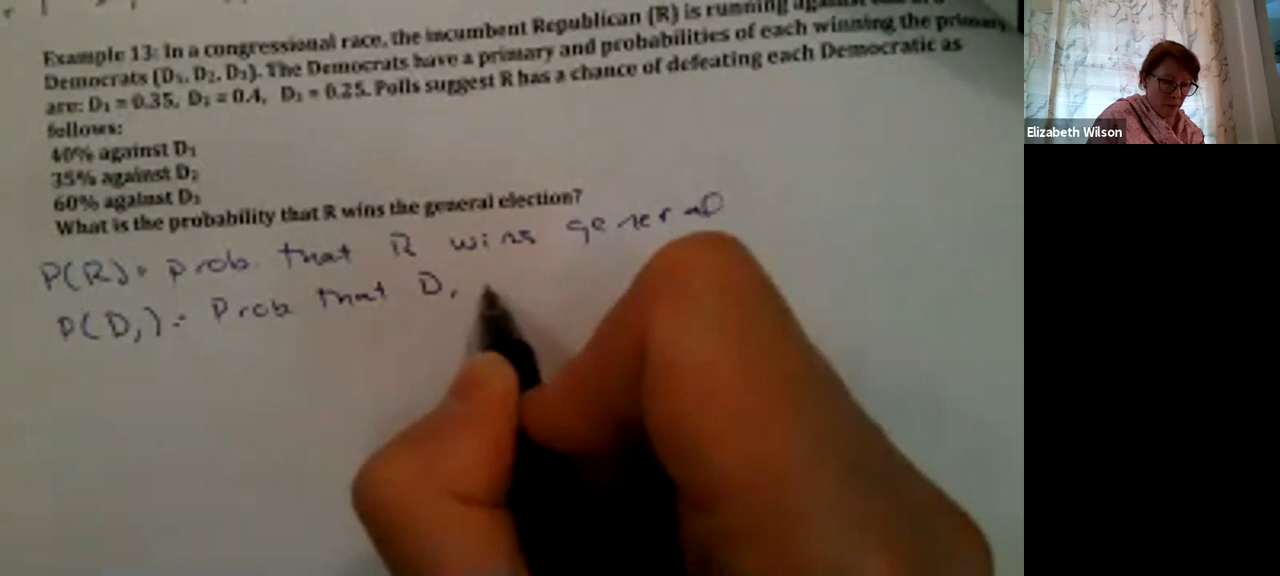 Example 13: In a congressional race, the incumbent Republican (R) is running
Democrats (D₁, D₂, D₃). The Democrats have a primary and probabilities of each winning the primary
are: D₁ = 0.35, D₂ = 0.4, D₃ = 0.25. Polls suggest R has a chance of defeating each Democratic as
follows:
40% against D₁
35% against D₂
60% against D₃
What is the probability that R wins the general election?
P(R) = prob. that R wins general
P(D₁) = Prob that D₁
Elizabeth Wilson